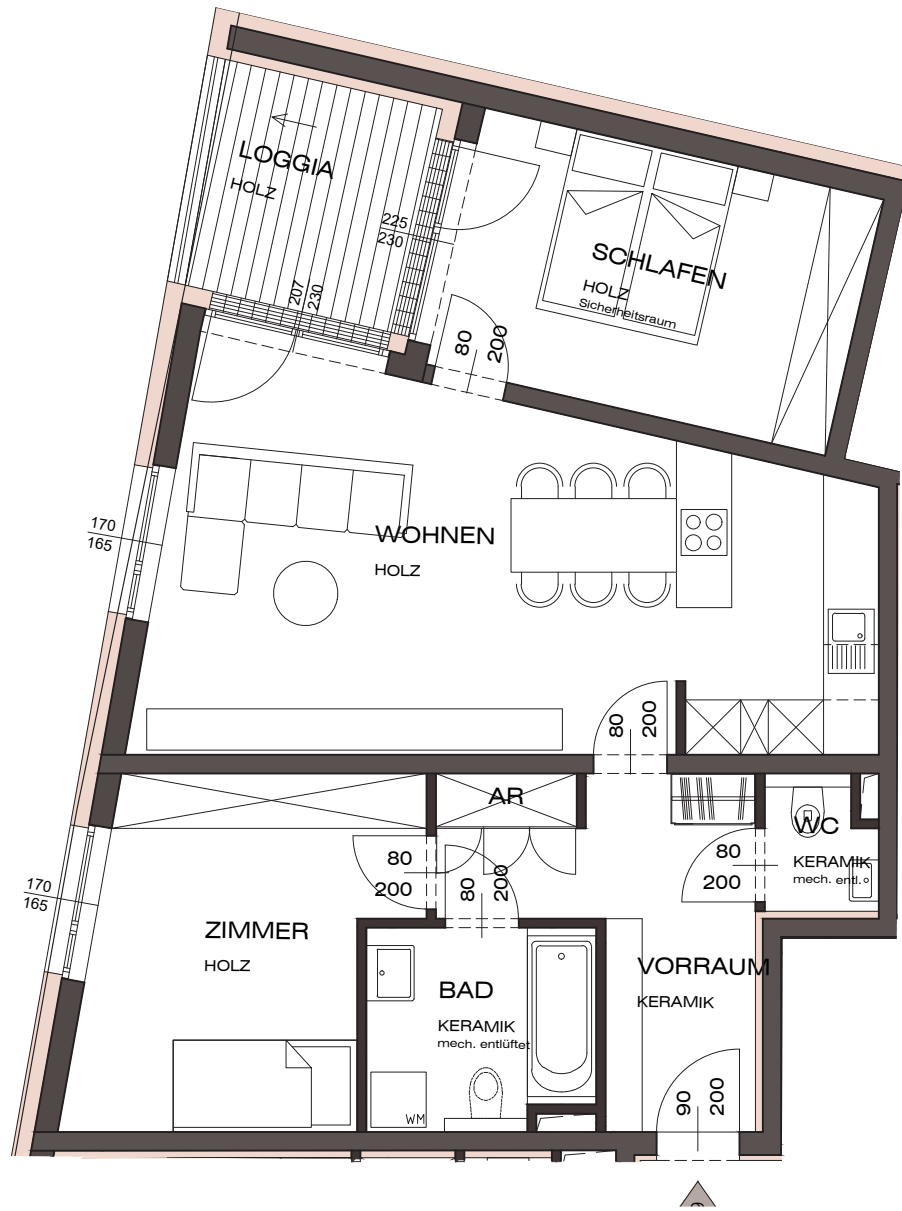 LOGGIA
HOLZ
225
230
207
230
SCHLAFEN
HOLZ
Sicherheitsraum
80
200
170
165
WOHNEN
HOLZ
80
200
AR
WC
KERAMIK
mech. entl.
80
200
80
200
80
200
170
165
ZIMMER
HOLZ
BAD
KERAMIK
mech. entlüftet
WM
VORRAUM
KERAMIK
90
200